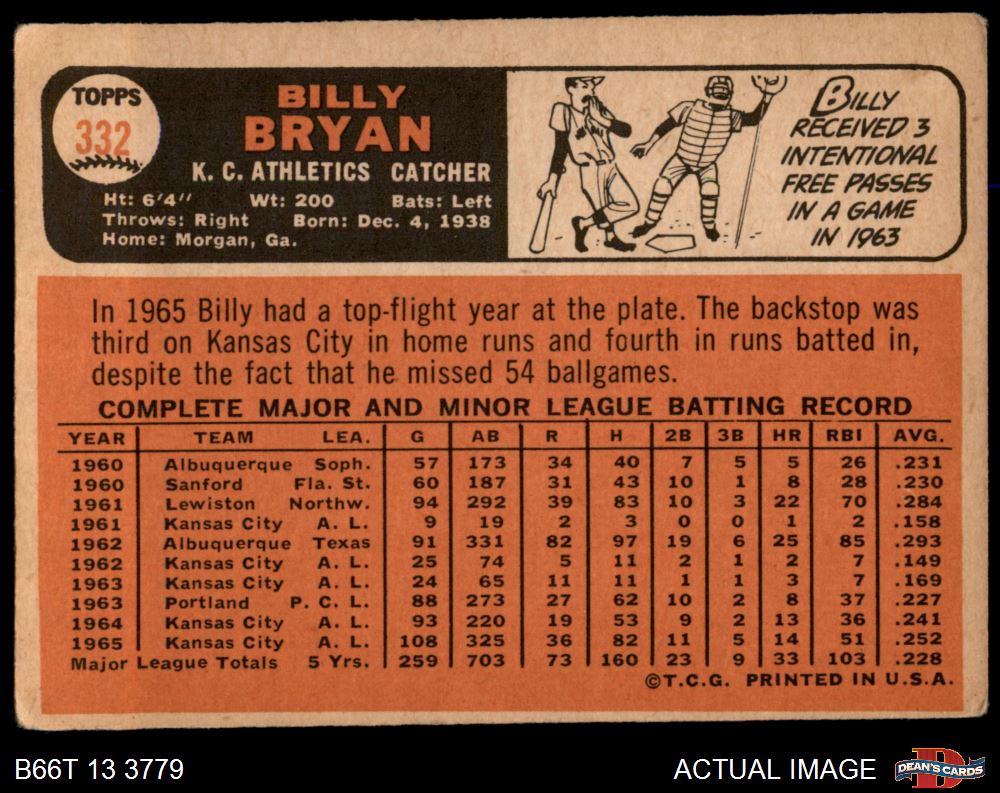 TOPPS
332
BILLY
BRYAN
K. C. ATHLETICS CATCHER
Ht: 6'4" Wt: 200 Bats: Left
Throws: Right Born: Dec. 4, 1938
Home: Morgan, Ga.
BILLY
RECEIVED 3
INTENTIONAL
FREE PASSES
IN A GAME
IN 1963
In 1965 Billy had a top-flight year at the plate. The backstop was
third on Kansas City in home runs and fourth in runs batted in,
despite the fact that he missed 54 ballgames.
COMPLETE MAJOR AND MINOR LEAGUE BATTING RECORD
YEAR TEAM LEA. G AB R H 2B 3B HR RBI AVG.
1960 Albuquerque Soph. 57 173 34 40 7 5 5 26 .231
1960 Sanford Fla. St. 60 187 31 43 10 1 8 28 .230
1961 Lewiston Northw. 94 292 39 83 10 3 22 70 .284
1961 Kansas City A. L. 9 19 2 3 0 0 1 2 .158
1962 Albuquerque Texas 91 331 82 97 19 6 25 85 .293
1962 Kansas City A. L. 25 74 5 11 2 1 2 7 .149
1963 Kansas City A. L. 24 65 11 11 1 1 3 7 .169
1963 Portland P. C. L. 88 273 27 62 10 2 8 37 .227
1964 Kansas City A. L. 93 220 19 53 9 2 13 36 .241
1965 Kansas City A. L. 108 325 36 82 11 5 14 51 .252
Major League Totals 5 Yrs. 259 703 73 160 23 9 33 103 .228
©T.C.G. PRINTED IN U.S.A.
B66T 13 3779
ACTUAL IMAGE
DEAN'S CARDS